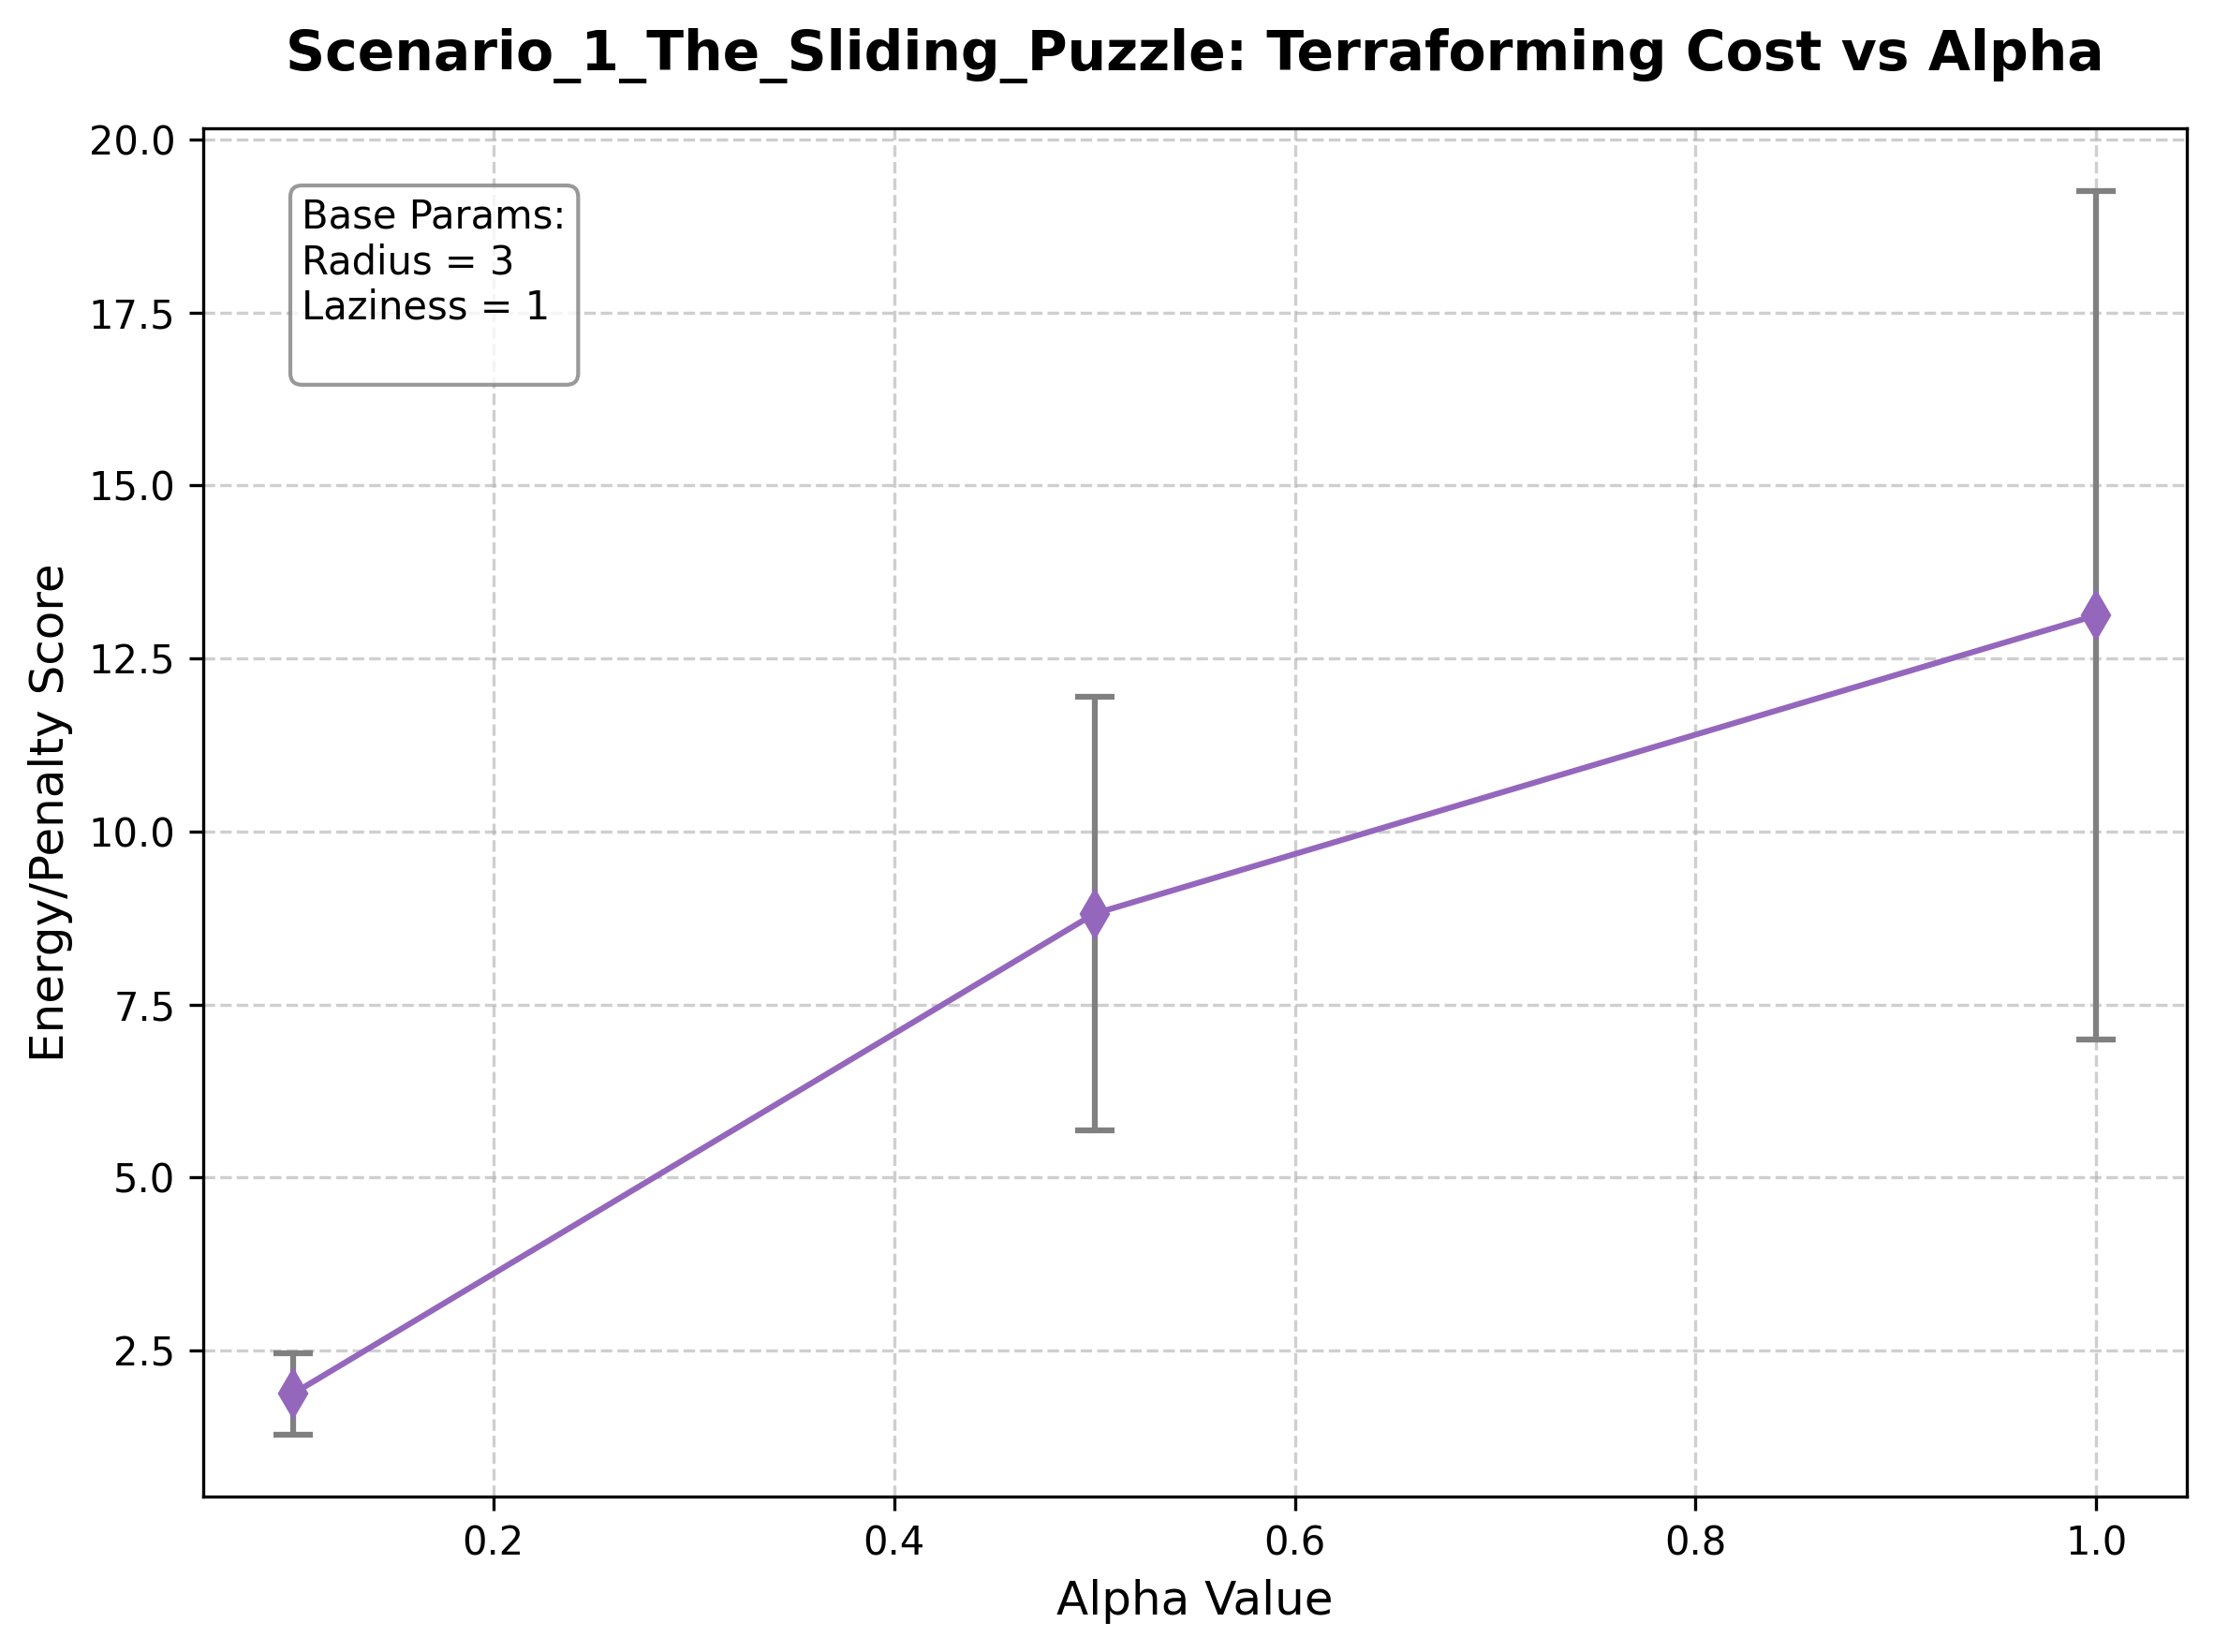 Scenario_1_The_Sliding_Puzzle: Terraforming Cost vs Alpha
20.0
17.5
15.0
12.5
10.0
7.5
5.0
2.5
Energy/Penalty Score
Base Params:
Radius = 3
Laziness = 1
0.2
0.4
0.6
0.8
1.0
Alpha Value